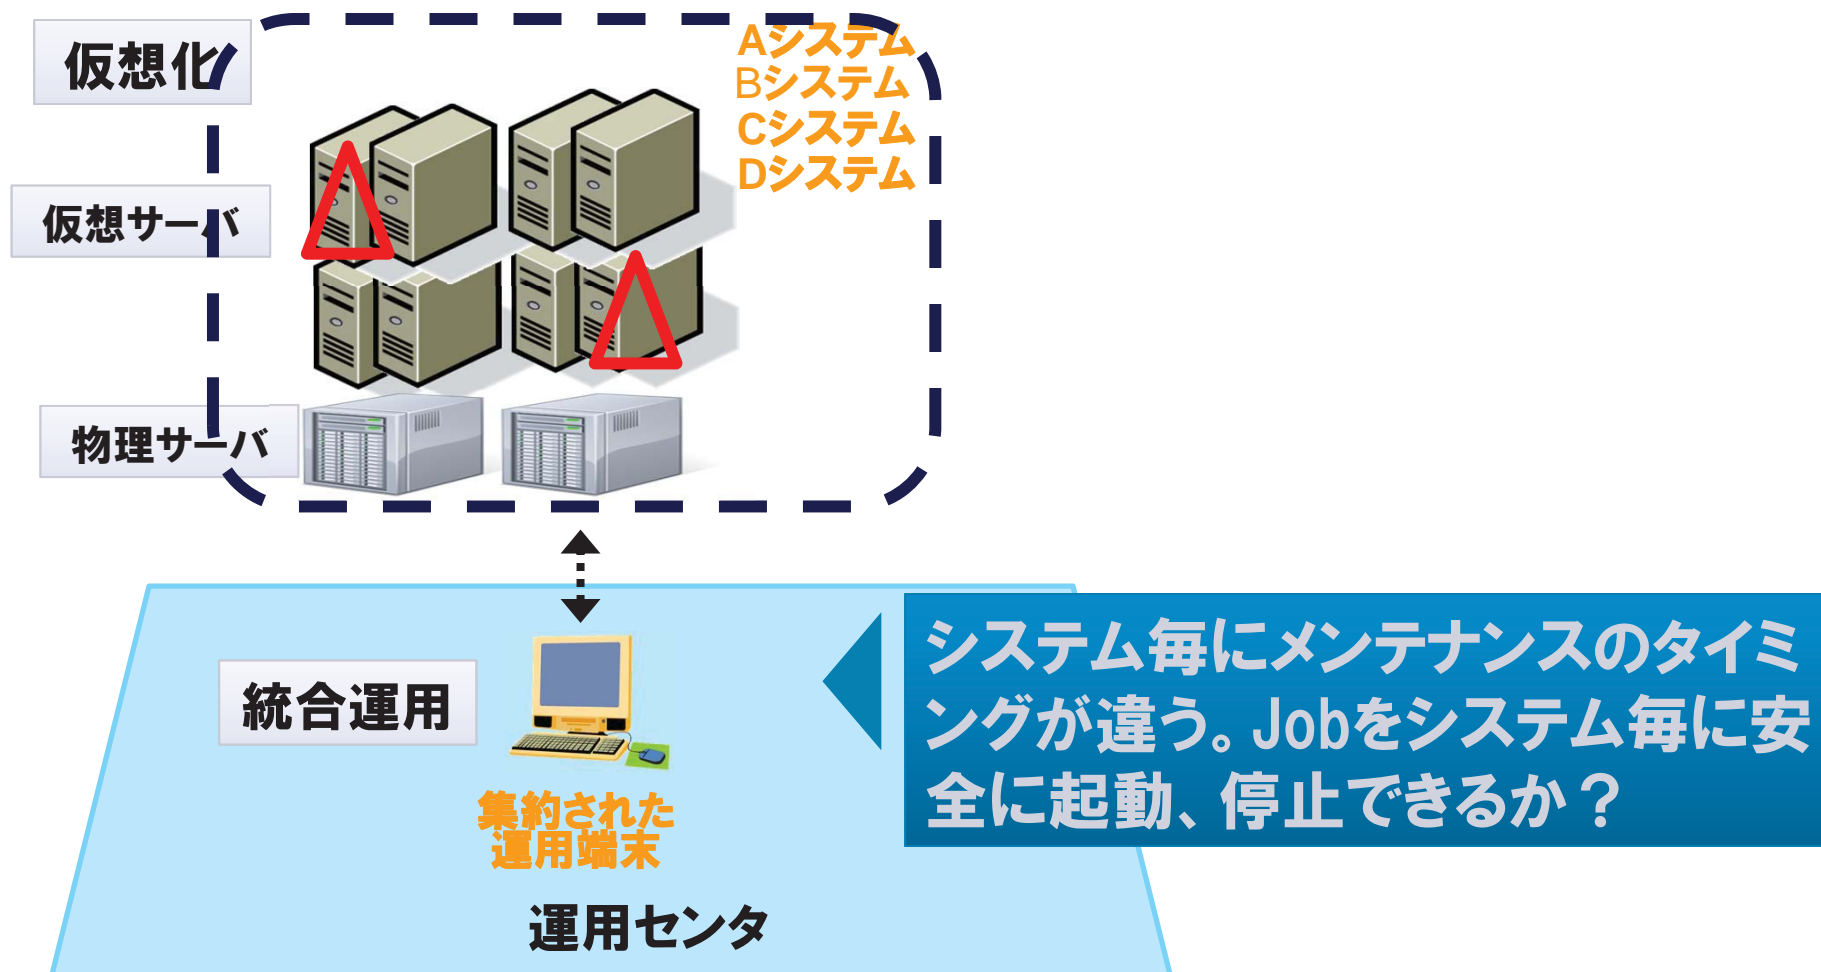 仮想化
Aシステム
Bシステム
Cシステム
Dシステム
仮想サーバ
物理サーバ
統合運用
集約された
運用端末
運用センタ
システム毎にメンテナンスのタイミ
ングが違う。Jobをシステム毎に安
全に起動、停止できるか？